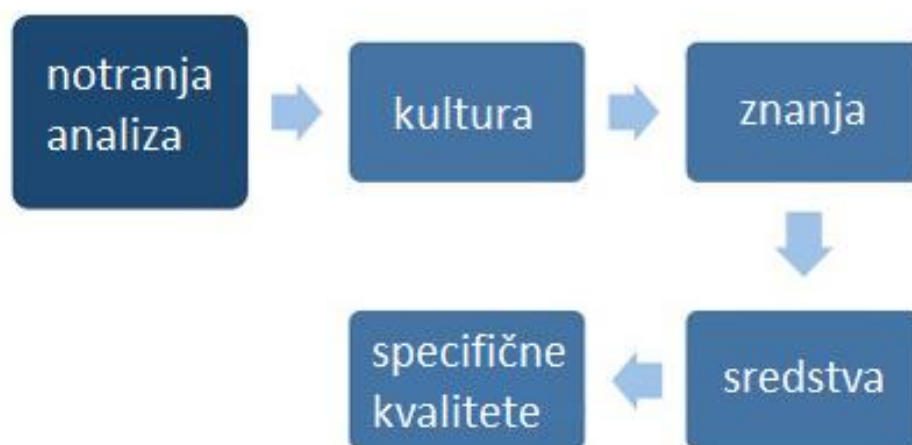 notranja
analiza
kultura
znanja
sredstva
specifične
kvalitete